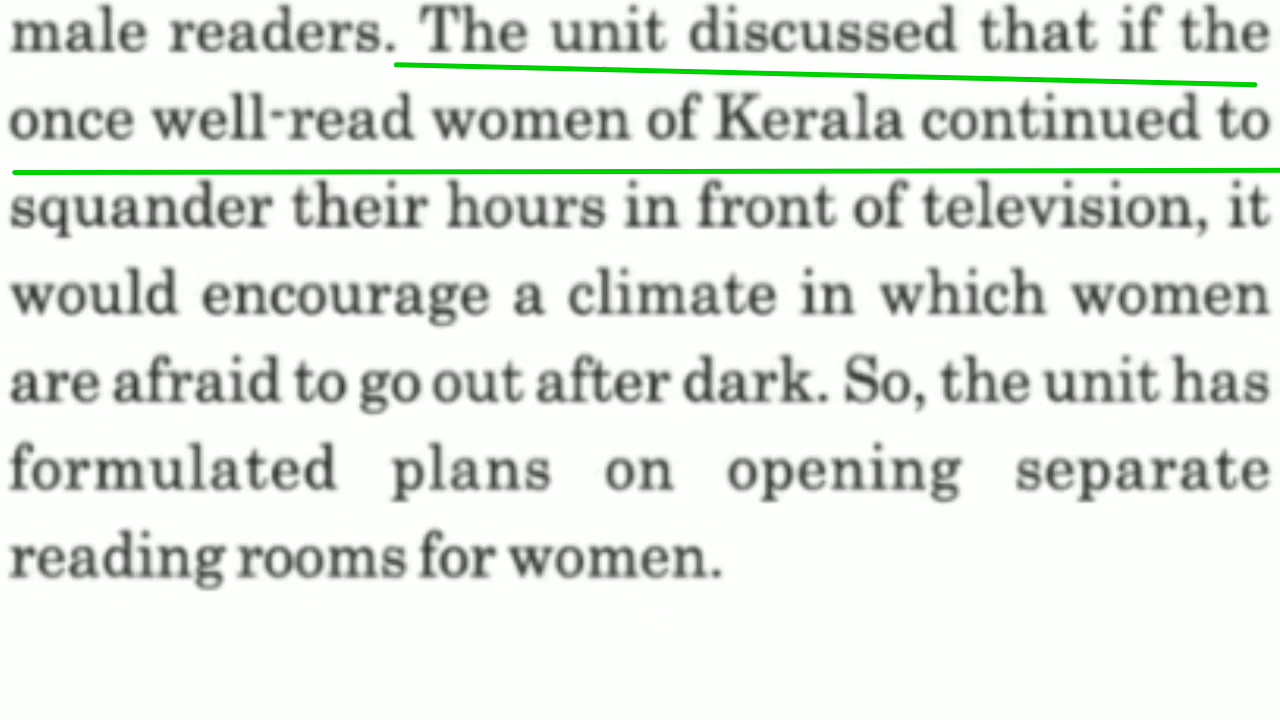 male readers. The unit discussed that if the
once well-read women of Kerala continued to
squander their hours in front of television, it
would encourage a climate in which women
are afraid to go out after dark. So, the unit has
formulated plans on opening separate
reading rooms for women.